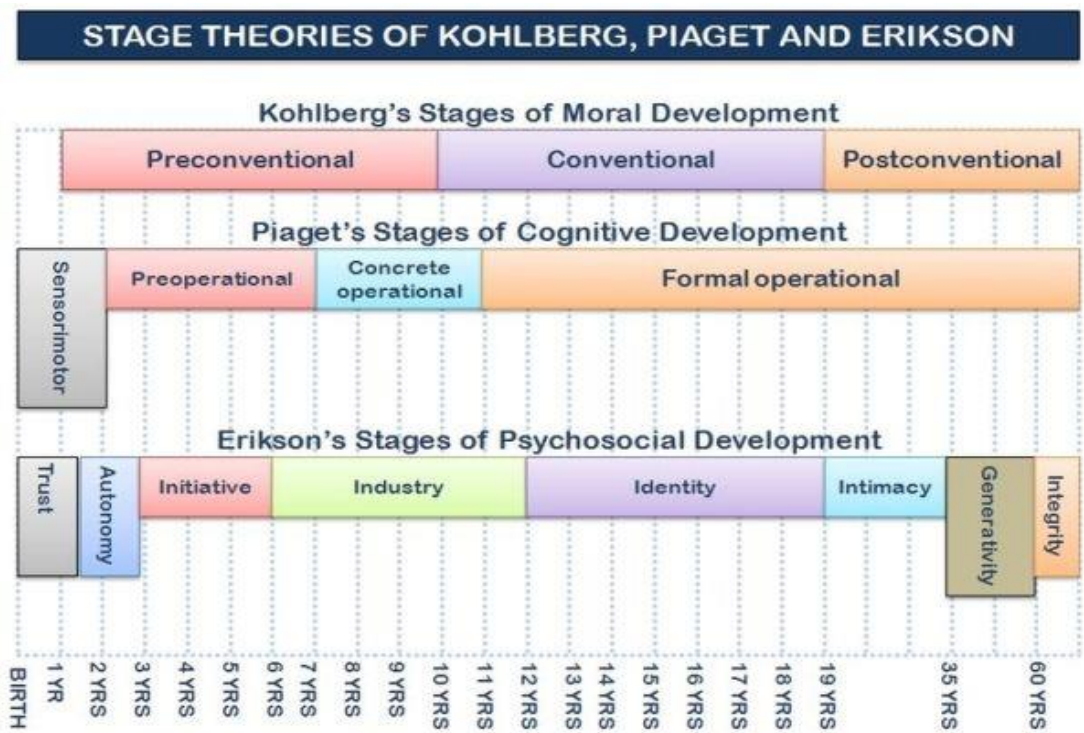 STAGE THEORIES OF KOHLBERG, PIAGET AND ERIKSON
Kohlberg's Stages of Moral Development
Preconventional
Conventional
Postconventional
Piaget's Stages of Cognitive Development
Sensorimotor
Preoperational
Concrete
operational
Formal operational
Erikson's Stages of Psychosocial Development
Trust
Autonomy
Initiative
Industry
Identity
Intimacy
Generativity
Integrity
BIRTH
1 YR
2 YRS
3 YRS
4 YRS
5 YRS
6 YRS
7 YRS
8 YRS
9 YRS
10 YRS
11 YRS
12 YRS
13 YRS
14 YRS
15 YRS
16 YRS
17 YRS
18 YRS
19 YRS
35 YRS
60 YRS